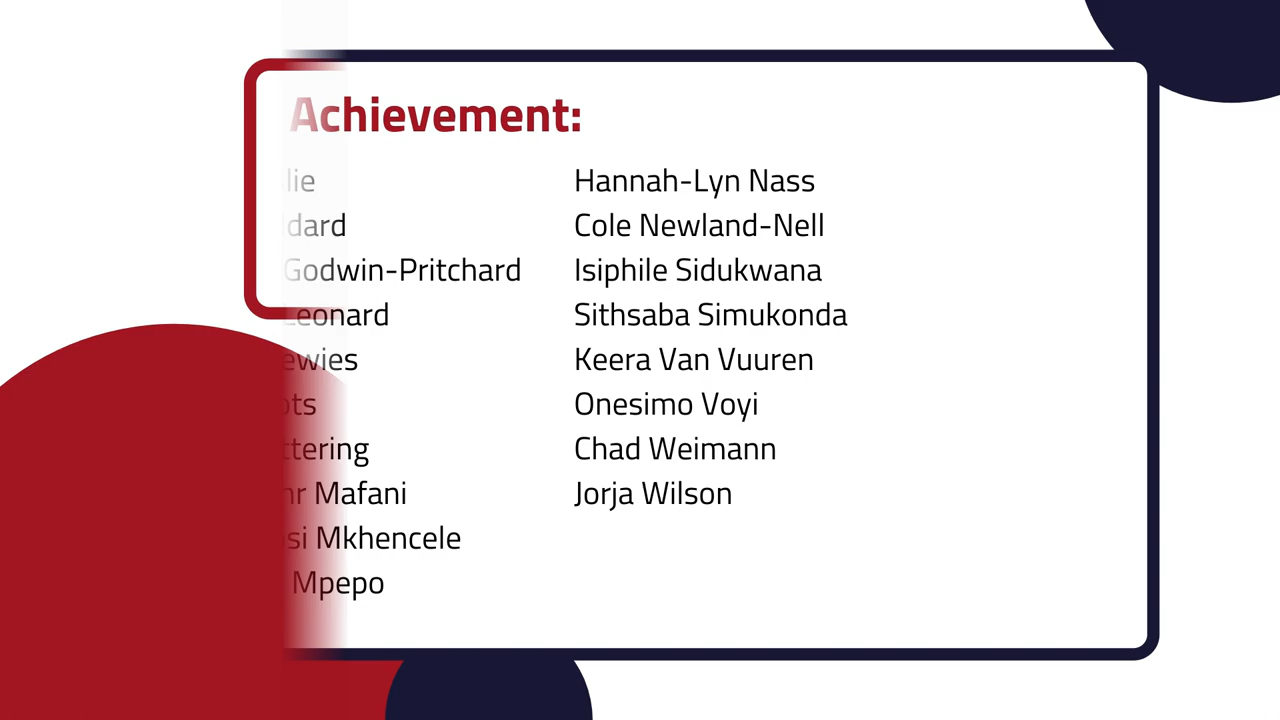 Achievement:
Godwin-Pritchard
Leonard
Mafani
Mkhencele
Mpepo
Hannah-Lyn Nass
Cole Newland-Nell
Isiphile Sidukwana
Sithsaba Simukonda
Keera Van Vuuren
Onesimo Voyi
Chad Weimann
Jorja Wilson